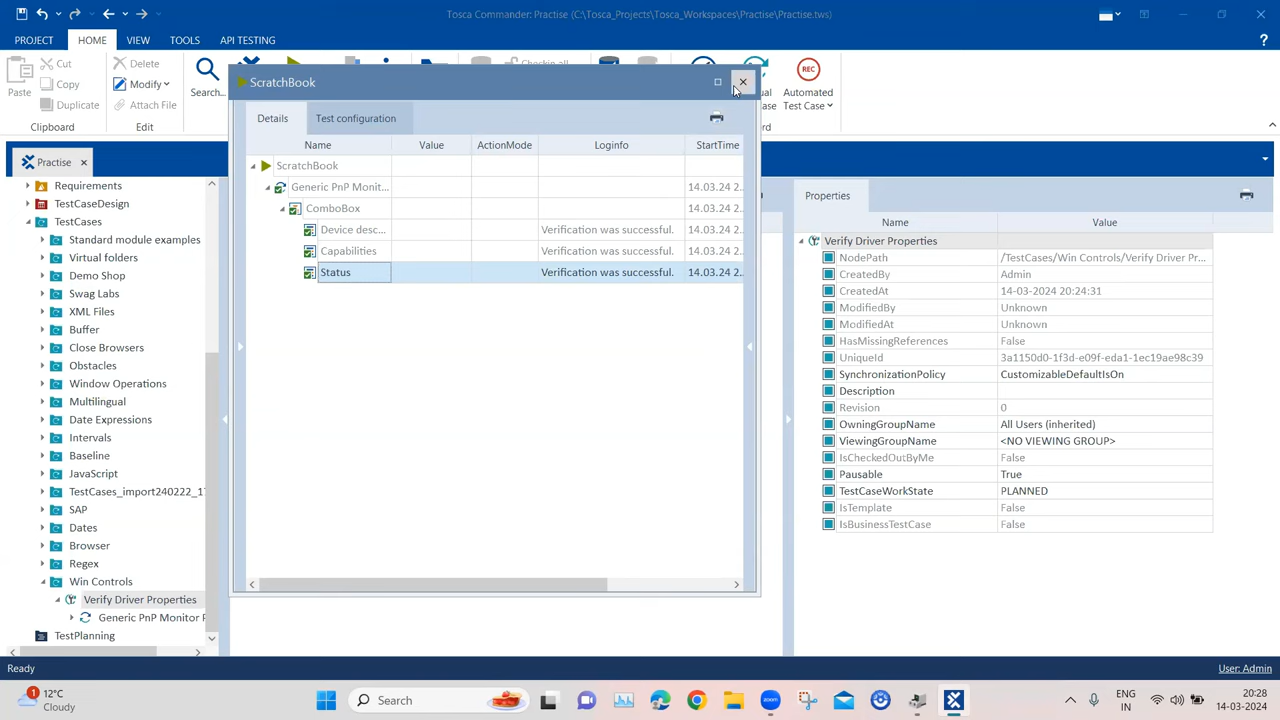 Tosca Commander: Practise (C:\Tosca_Projects\Tosca_Workspaces\Practise\Practise.tws)
PROJECT HOME VIEW TOOLS API TESTING
Cut
Copy
Duplicate
Paste
Clipboard
Delete
Modify
Attach File
Edit
Search...
REC
Automated
Test Case
ScratchBook
Details Test configuration
Name Value ActionMode Loginfo StartTime
ScratchBook
Generic PnP Monit... 14.03.24 2...
ComboBox
Device desc... Verification was successful. 14.03.24 2...
Capabilities Verification was successful. 14.03.24 2...
Status Verification was successful. 14.03.24 2...
Practise
Requirements
TestCaseDesign
TestCases
Standard module examples
Virtual folders
Demo Shop
Swag Labs
XML Files
Buffer
Close Browsers
Obstacles
Window Operations
Multilingual
Date Expressions
Intervals
Baseline
JavaScript
TestCases_import240222_1
SAP
Dates
Browser
Regex
Win Controls
Verify Driver Properties
Generic PnP Monitor
TestPlanning
Properties
Name Value
Verify Driver Properties
NodePath /TestCases/Win Controls/Verify Driver Pr...
CreatedBy Admin
CreatedAt 14-03-2024 20:24:31
ModifiedBy Unknown
ModifiedAt Unknown
HasMissingReferences False
UniqueId 3a1150d0-1f3d-e09f-eda1-1ec19ae98c39
SynchronizationPolicy CustomizableDefaultIsOn
Description
Revision 0
OwningGroupName All Users (inherited)
ViewingGroupName <NO VIEWING GROUP>
IsCheckedOutByMe False
Pausable True
TestCaseWorkState PLANNED
IsTemplate False
IsBusinessTestCase False
Ready
User: Admin
1
12°C
Cloudy
Search
zoom
ENG
IN
20:28
14-03-2024